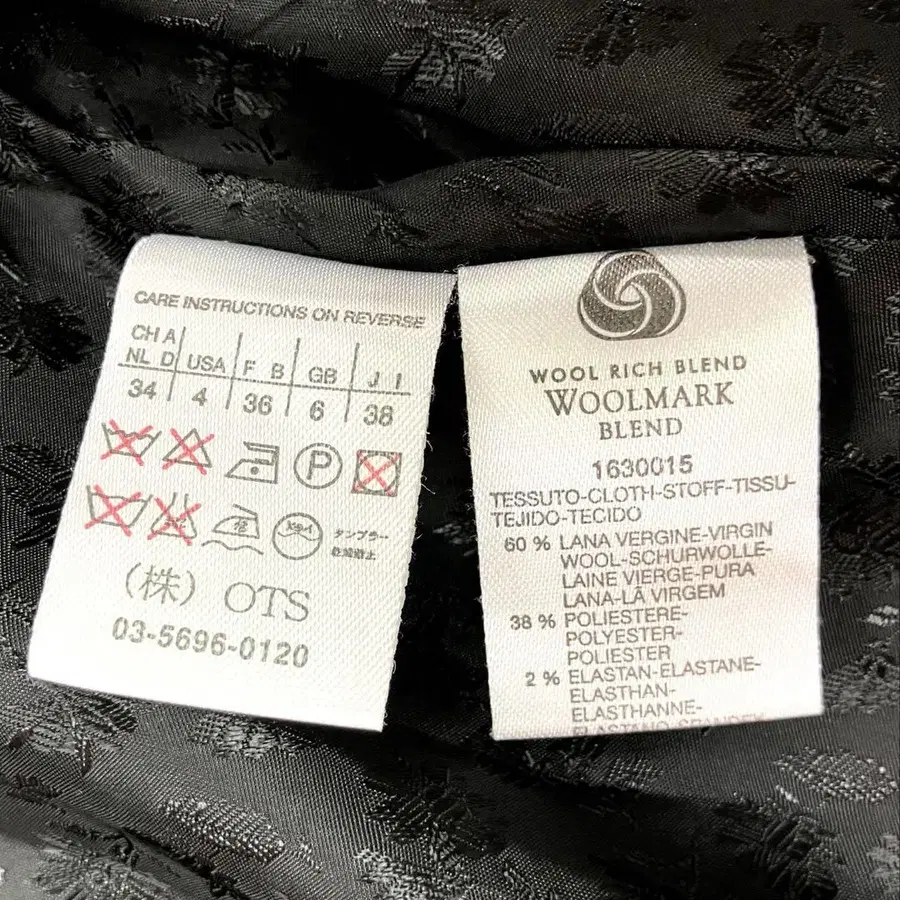 CARE INSTRUCTIONS ON REVERSE
CH A
NL D USA F B GB J I
34 4 36 6 38
P
タンブラー
乾燥禁止
(株) OTS
03-5696-0120
WOOL RICH BLEND
WOOLMARK
BLEND
1630015
TESSUTO-CLOTH-STOFF-TISSU-
TEJIDO-TECIDO
60 % LANA VERGINE-VIRGIN
WOOL-SCHURWOLLE-
LAINE VIERGE-PURA
LANA-LÃ VIRGEM
38 % POLIESTERE-
POLYESTER-
POLIESTER
2 % ELASTAN-ELASTANE-
ELASTHAN-
ELASTHANNE-
ELASTANO-SPANDEX